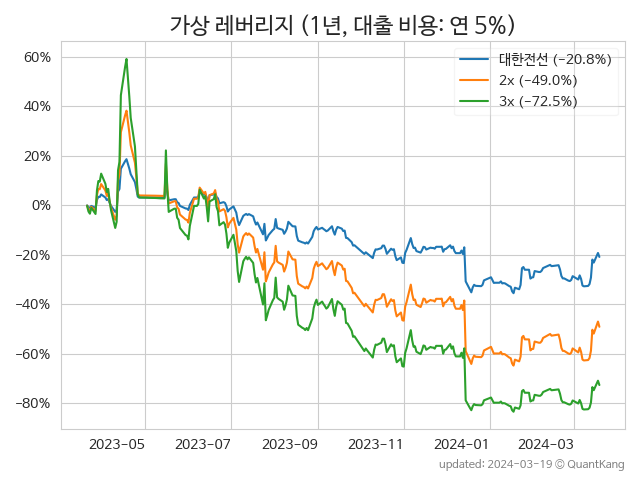 가상 레버리지 (1년, 대출 비용: 연 5%)
대한전선 (−20.8%)
2x (−49.0%)
3x (−72.5%)
60%
40%
20%
0%
−20%
−40%
−60%
−80%
2023-05
2023-07
2023-09
2023-11
2024-01
2024-03
updated: 2024-03-19 © QuantKang